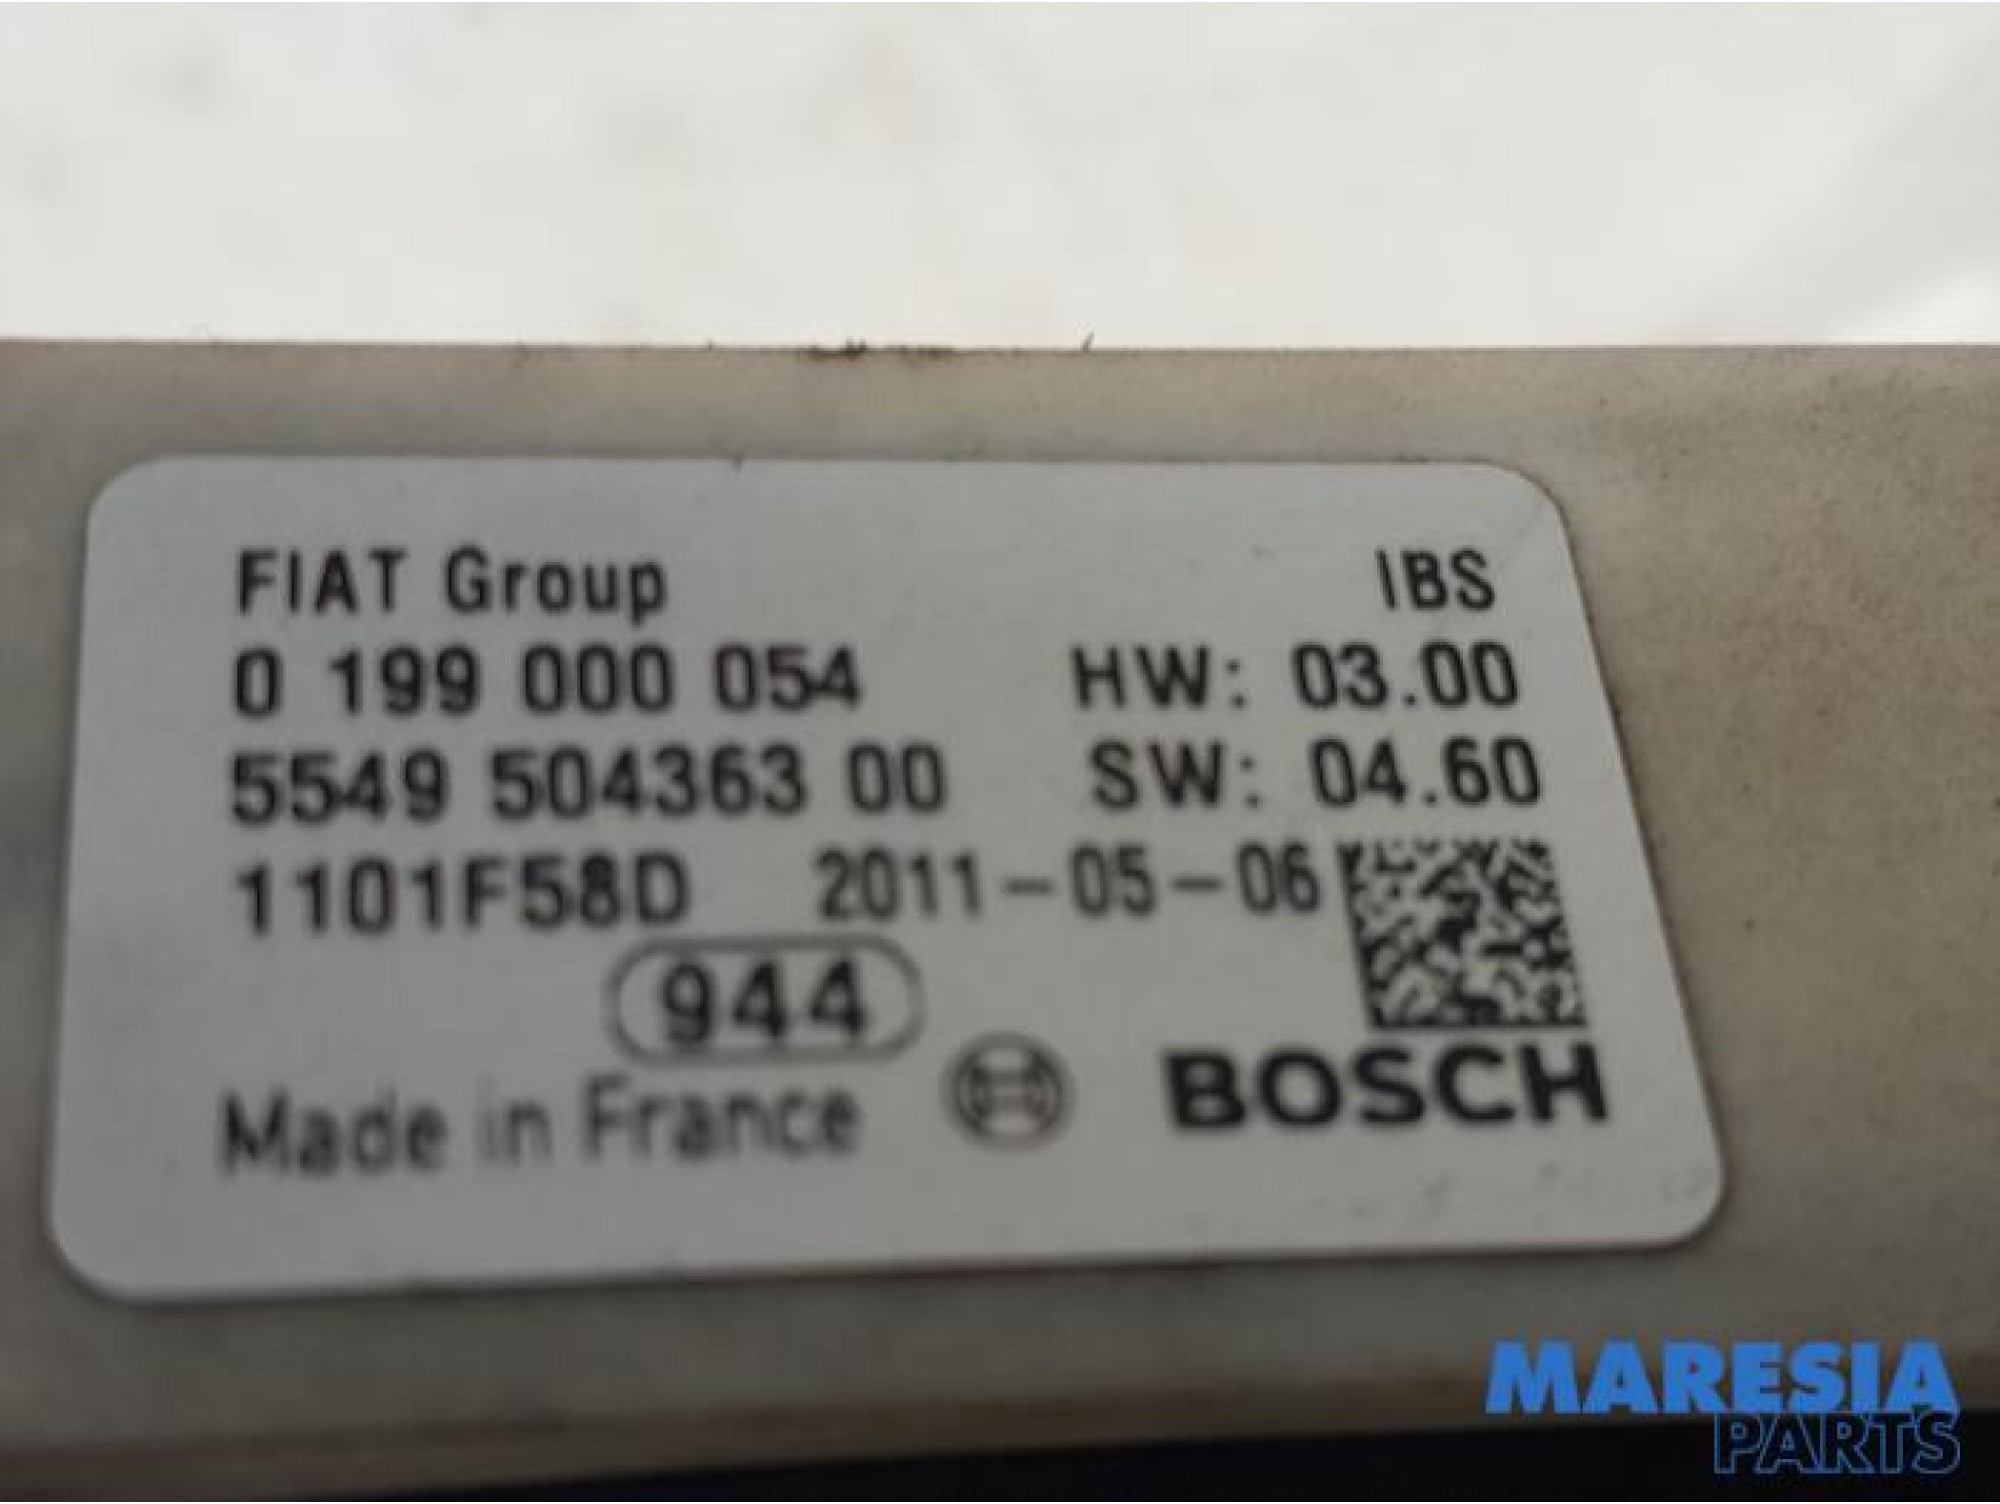 FIAT Group IBS
0 199 000 054 HW: 03.00
5549 504363 00 SW: 04.60
1101F58D 2011-05-06
944
Made in France BOSCH
MARESIA
PARTS